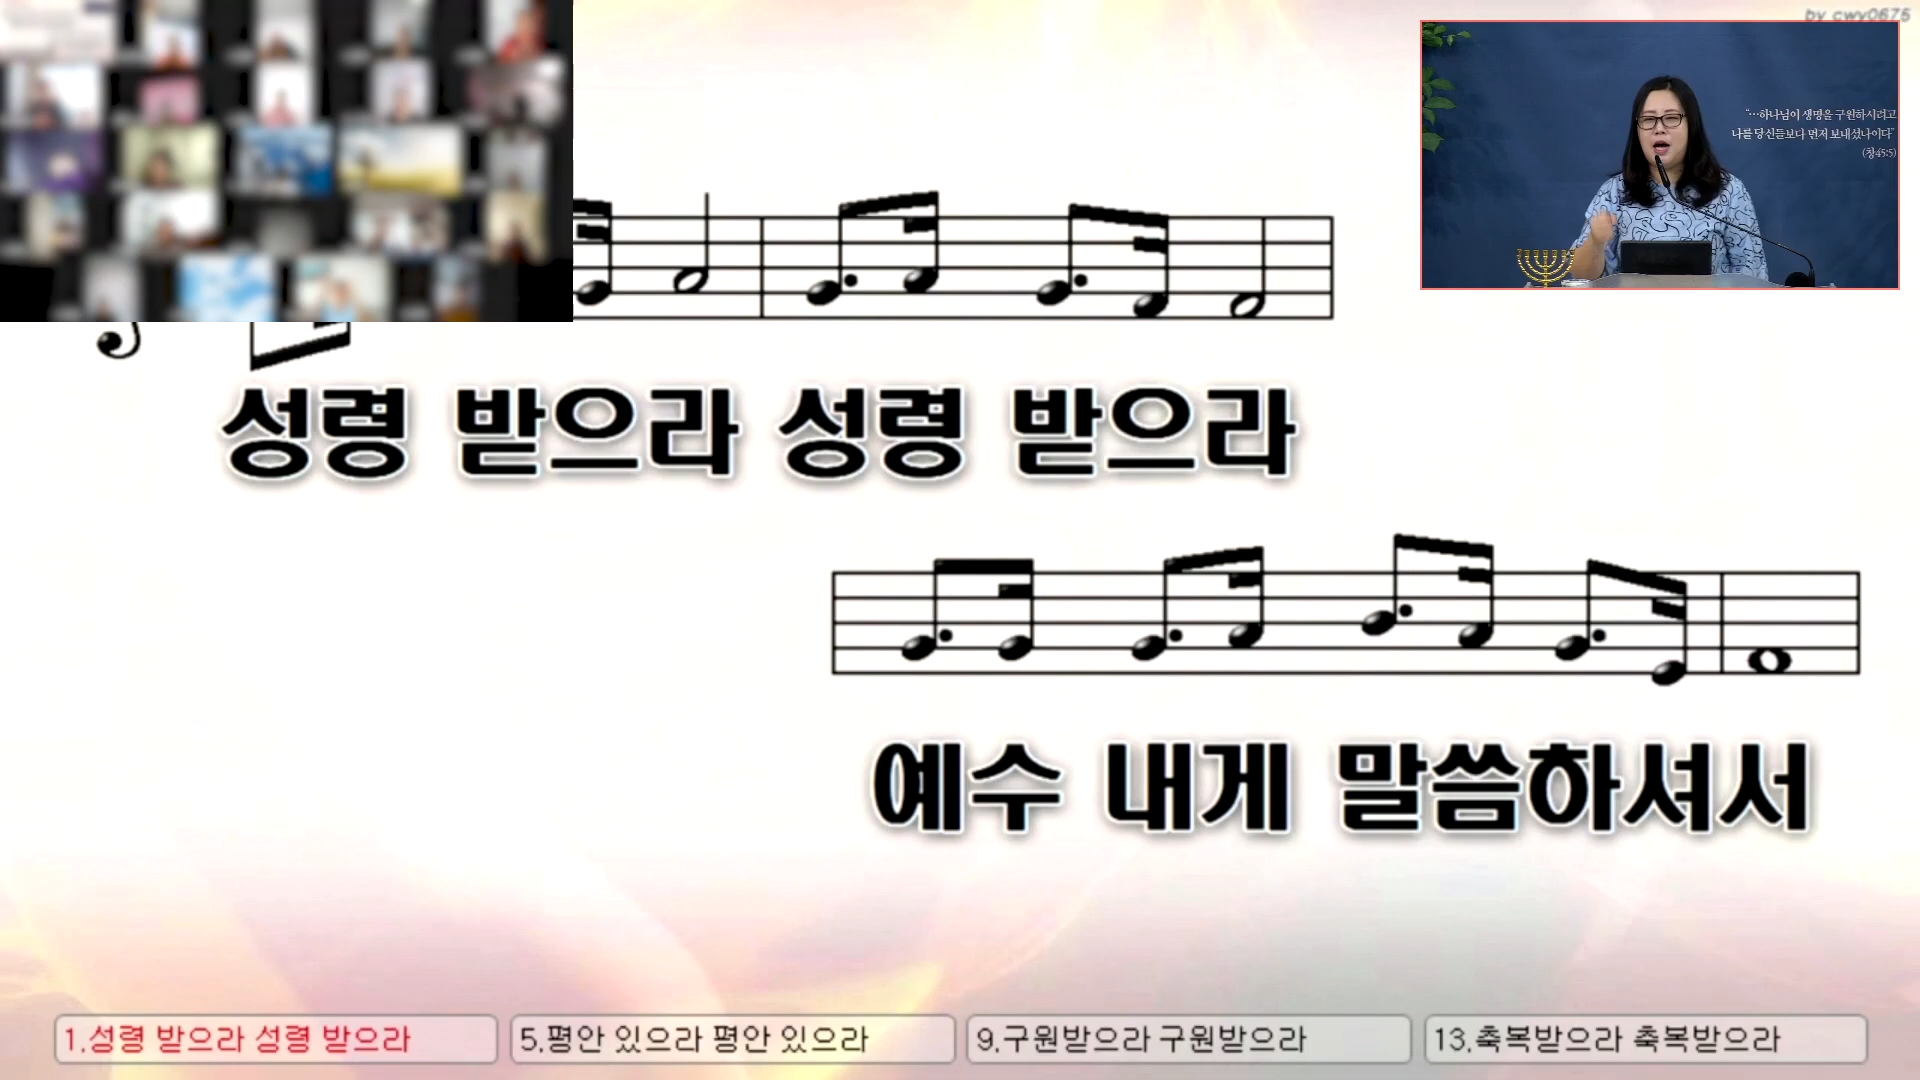 by cwy0675
“…하나님이 생명을 구원하시려고
나를 당신들보다 먼저 보내셨나이다”
(창45:5)
성령 받으라 성령 받으라
예수 내게 말씀하셔서
1.성령 받으라 성령 받으라
5.평안 있으라 평안 있으라
9.구원받으라 구원받으라
13.축복받으라 축복받으라